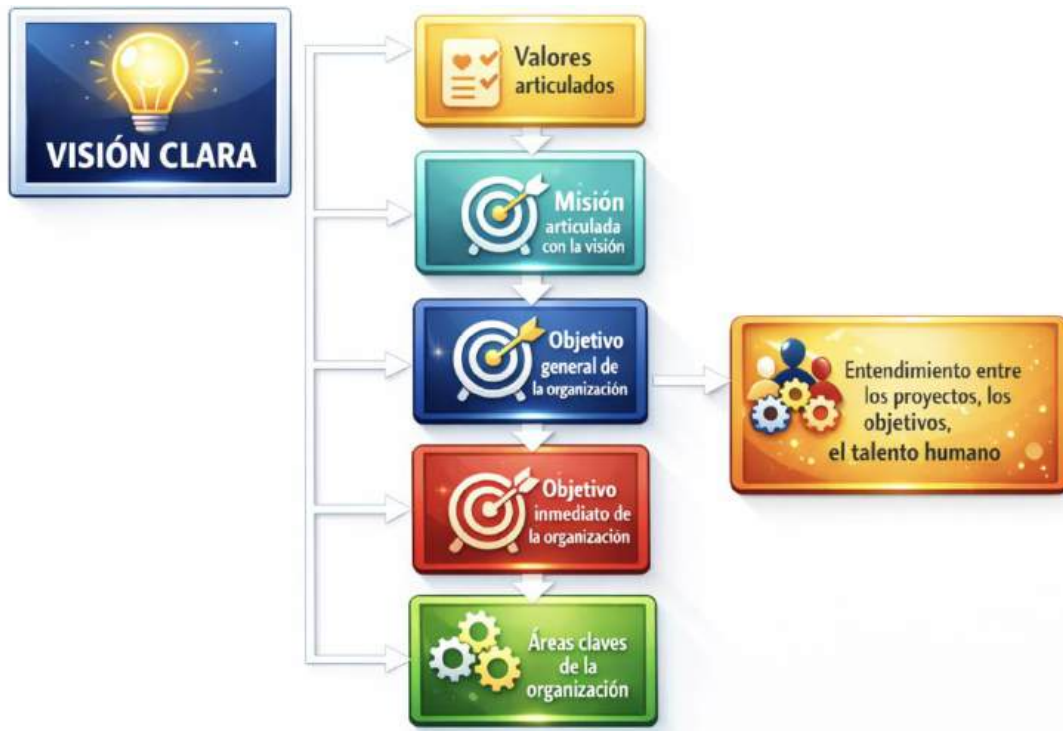 VISIÓN CLARA
Valores
articulados
Misión
articulada
con la visión
Objetivo
general de
la organización
Entendimiento entre
los proyectos, los
objetivos,
el talento humano
Objetivo
inmediato de
la organización
Áreas claves
de la
organización